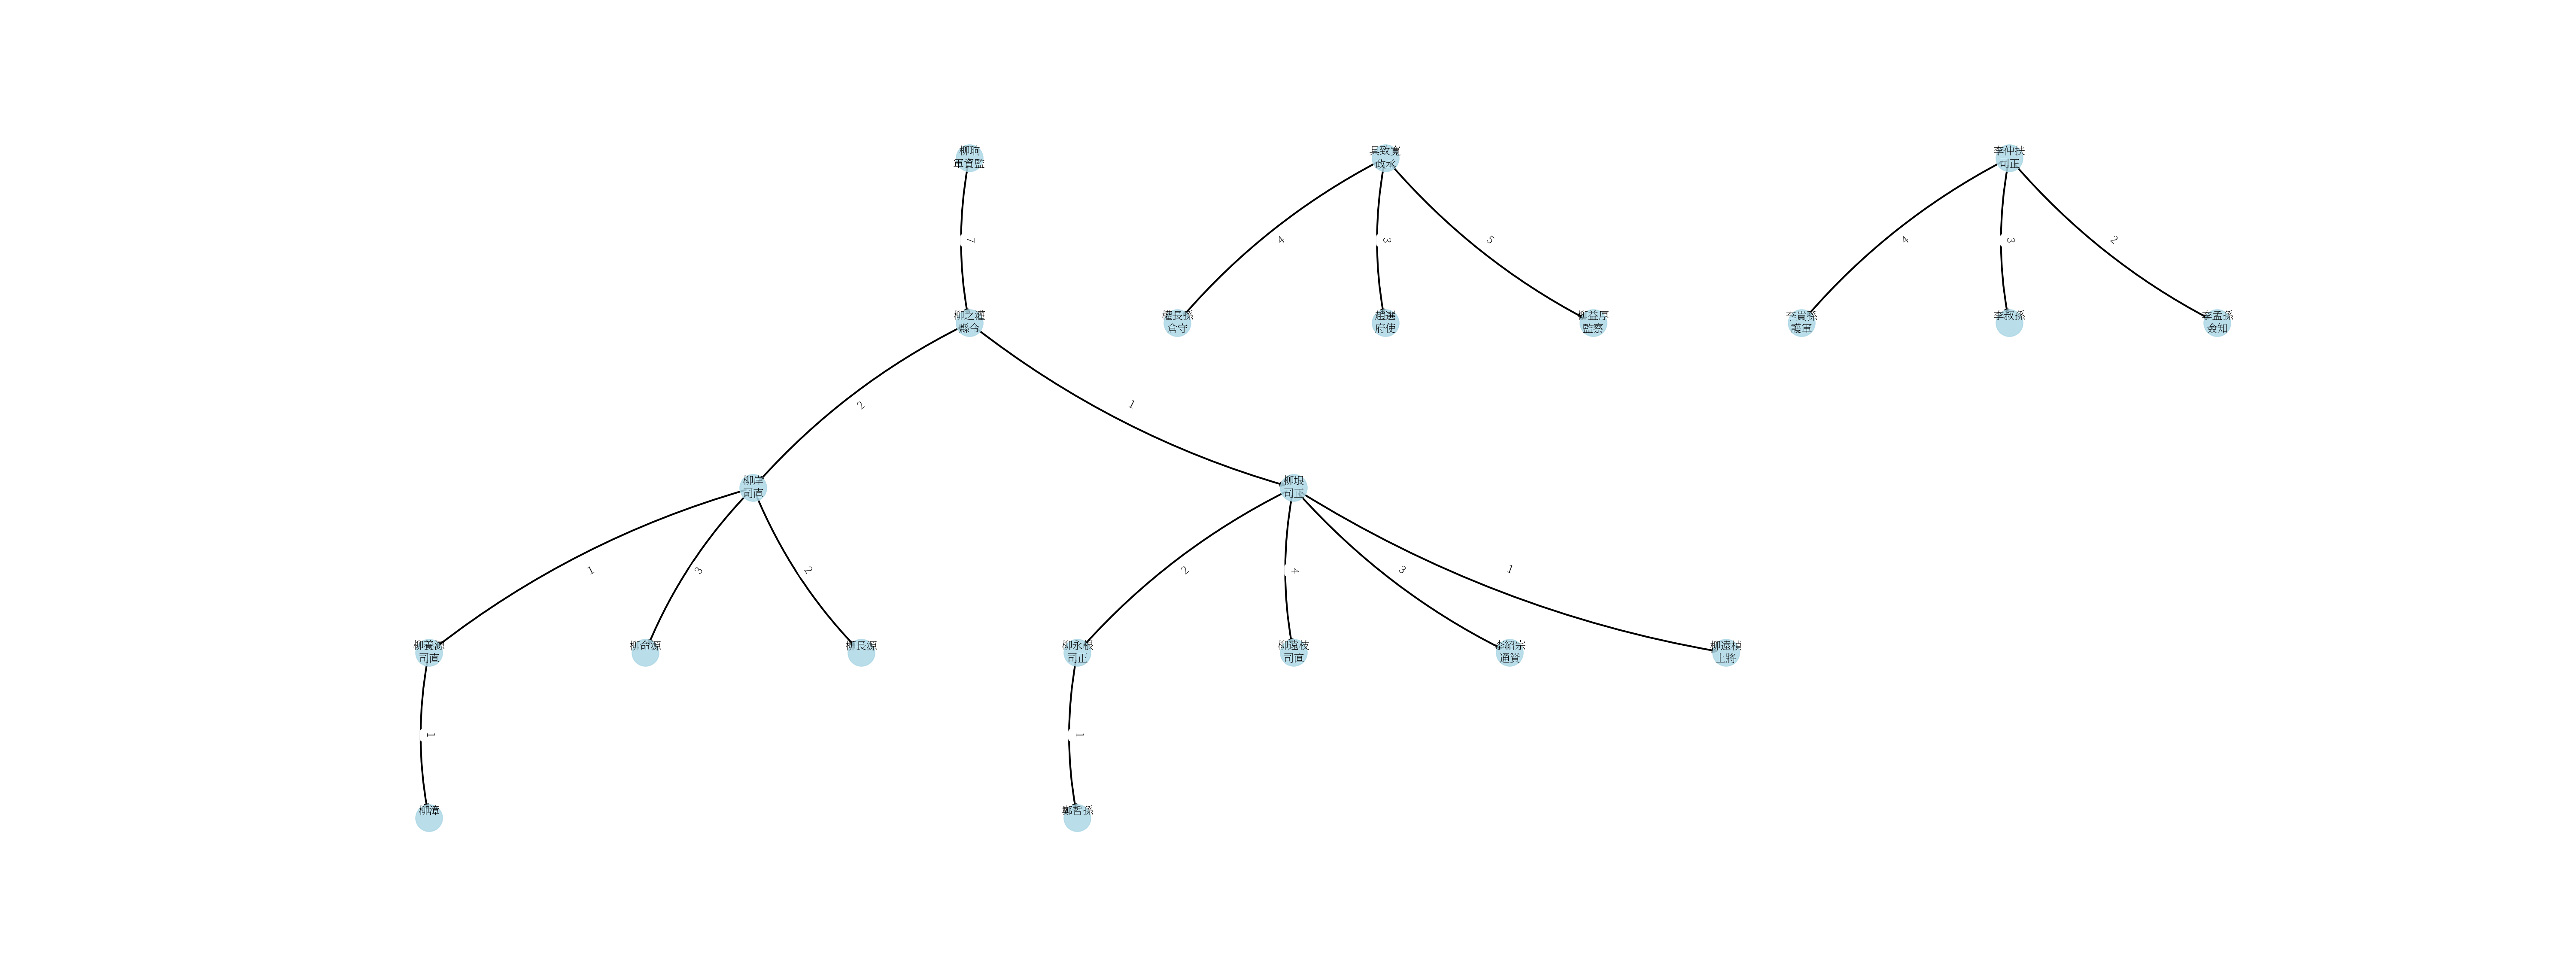 柳珦
軍資監
具致寬
政丞
李仲扶
司正
7
4
3
5
4
3
2
柳之濩
縣令
權長孫
倉守
趙選
府使
柳益厚
監察
李貴孫
護軍
李叔孫
李孟孫
僉知
2
1
柳岸
司直
柳垠
司正
1
3
2
2
4
3
1
柳養源
司直
柳命源
柳長源
柳永根
司正
柳遠枝
司直
李紹宗
通贊
柳遠楨
上將
1
1
柳漳
鄭哲孫